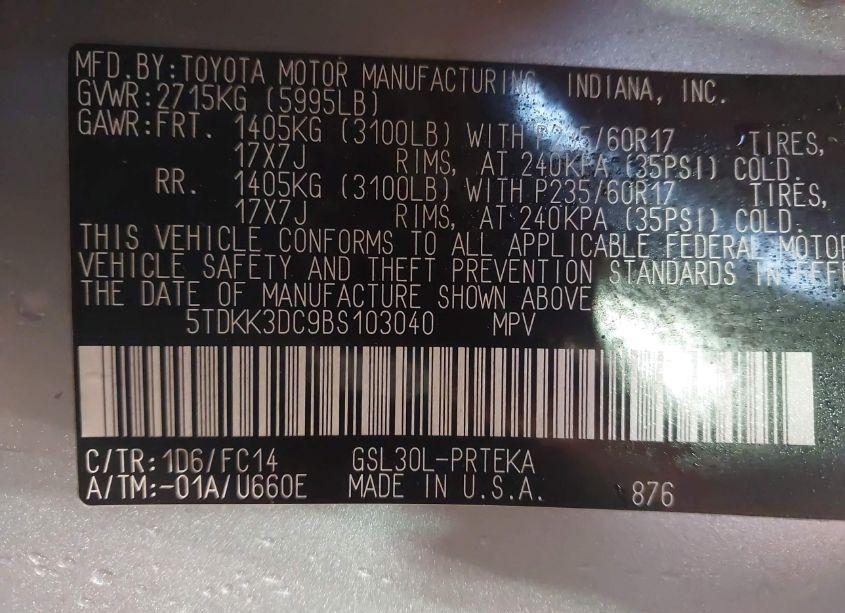 MFD.BY:TOYOTA MOTOR MANUFACTURING, INDIANA, INC.
GVWR:2715KG (5995LB)
GAWR:FRT. 1405KG (3100LB) WITH P235/60R17 TIRES,
17X7J RIMS, AT 240KPA (35PSI) COLD.
RR. 1405KG (3100LB) WITH P235/60R17 TIRES,
17X7J RIMS, AT 240KPA (35PSI) COLD.
THIS VEHICLE CONFORMS TO ALL APPLICABLE FEDERAL MOTOR
VEHICLE SAFETY AND THEFT PREVENTION STANDARDS IN
THE DATE OF MANUFACTURE SHOWN ABOVE
5TDKK3DC9BS103040 MPV
C/TR:1D6/FC14 GSL30L-PRTEKA
A/TM:-01A/U660E MADE IN U.S.A. 876